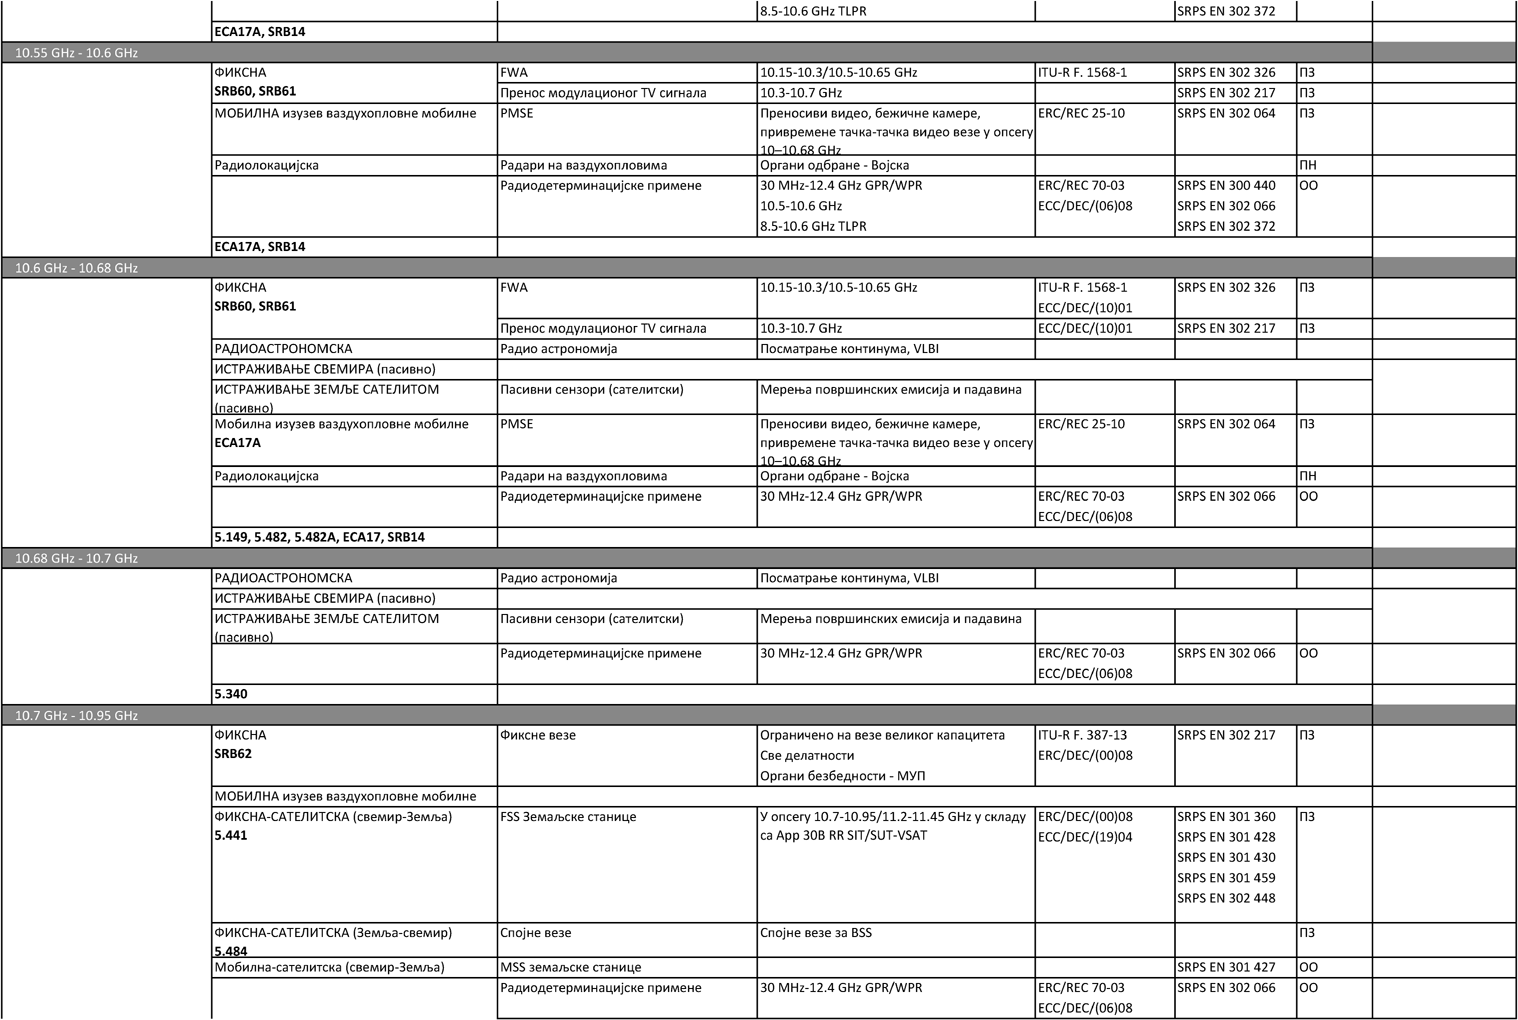 8.5-10.6 GHz TLPR SRPS EN 302 372
ECA17A, SRB14
10.55 GHz - 10.6 GHz
ФИКСНА FWA 10.15-10.3/10.5-10.65 GHz ITU-R F. 1568-1 SRPS EN 302 326 ПЗ
SRB60, SRB61
Пренос модулационог TV сигнала 10.3-10.7 GHz SRPS EN 302 217 ПЗ
МОБИЛНА изузев ваздухопловне мобилне PMSE Преносиви видео, бежичне камере, ERC/REC 25-10 SRPS EN 302 064 ПЗ
привремене тачка-тачка видео везе у опсегу
10–10.68 GHz
Радиолокацијска Радари на ваздухопловима Органи одбране - Војска ПН
Радиодетерминацијске примене 30 MHz-12.4 GHz GPR/WPR ERC/REC 70-03 SRPS EN 300 440 ОО
10.5-10.6 GHz ECC/DEC/(06)08 SRPS EN 302 066
8.5-10.6 GHz TLPR SRPS EN 302 372
ECA17A, SRB14
10.6 GHz - 10.68 GHz
ФИКСНА FWA 10.15-10.3/10.5-10.65 GHz ITU-R F. 1568-1 SRPS EN 302 326 ПЗ
SRB60, SRB61 ECC/DEC/(10)01
Пренос модулационог TV сигнала 10.3-10.7 GHz ECC/DEC/(10)01 SRPS EN 302 217 ПЗ
РАДИОАСТРОНОМСКА Радио астрономија Посматрање континума, VLBI
ИСТРАЖИВАЊЕ СВЕМИРА (пасивно)
ИСТРАЖИВАЊЕ ЗЕМЉЕ САТЕЛИТОМ Пасивни сензори (сателитски) Мерења површинских емисија и падавина
(пасивно)
Мобилна изузев ваздухопловне мобилне PMSE Преносиви видео, бежичне камере, ERC/REC 25-10 SRPS EN 302 064 ПЗ
ECA17A привремене тачка-тачка видео везе у опсегу
10–10.68 GHz
Радиолокацијска Радари на ваздухопловима Органи одбране - Војска ПН
Радиодетерминацијске примене 30 MHz-12.4 GHz GPR/WPR ERC/REC 70-03 SRPS EN 302 066 ОО
ECC/DEC/(06)08
5.149, 5.482, 5.482A, ECA17, SRB14
10.68 GHz - 10.7 GHz
РАДИОАСТРОНОМСКА Радио астрономија Посматрање континума, VLBI
ИСТРАЖИВАЊЕ СВЕМИРА (пасивно)
ИСТРАЖИВАЊЕ ЗЕМЉЕ САТЕЛИТОМ Пасивни сензори (сателитски) Мерења површинских емисија и падавина
(пасивно)
Радиодетерминацијске примене 30 MHz-12.4 GHz GPR/WPR ERC/REC 70-03 SRPS EN 302 066 ОО
ECC/DEC/(06)08
5.340
10.7 GHz - 10.95 GHz
ФИКСНА Фиксне везе Ограничено на везе великог капацитета ITU-R F. 387-13 SRPS EN 302 217 ПЗ
SRB62 Све делатности ERC/DEC/(00)08
Органи безбедности - МУП
МОБИЛНА изузев ваздухопловне мобилне
ФИКСНА-САТЕЛИТСКА (свемир-Земља) FSS Земаљске станице У опсегу 10.7-10.95/11.2-11.45 GHz у складу ERC/DEC/(00)08 SRPS EN 301 360 ПЗ
5.441 са App 30B RR SIT/SUT-VSAT ECC/DEC/(19)04 SRPS EN 301 428
SRPS EN 301 430
SRPS EN 301 459
SRPS EN 302 448
ФИКСНА-САТЕЛИТСКА (Земља-свемир) Спојне везе Спојне везе за BSS ПЗ
5.484
Мобилна-сателитска (свемир-Земља) MSS земаљске станице SRPS EN 301 427 ОО
Радиодетерминацијске примене 30 MHz-12.4 GHz GPR/WPR ERC/REC 70-03 SRPS EN 302 066 ОО
ECC/DEC/(06)08